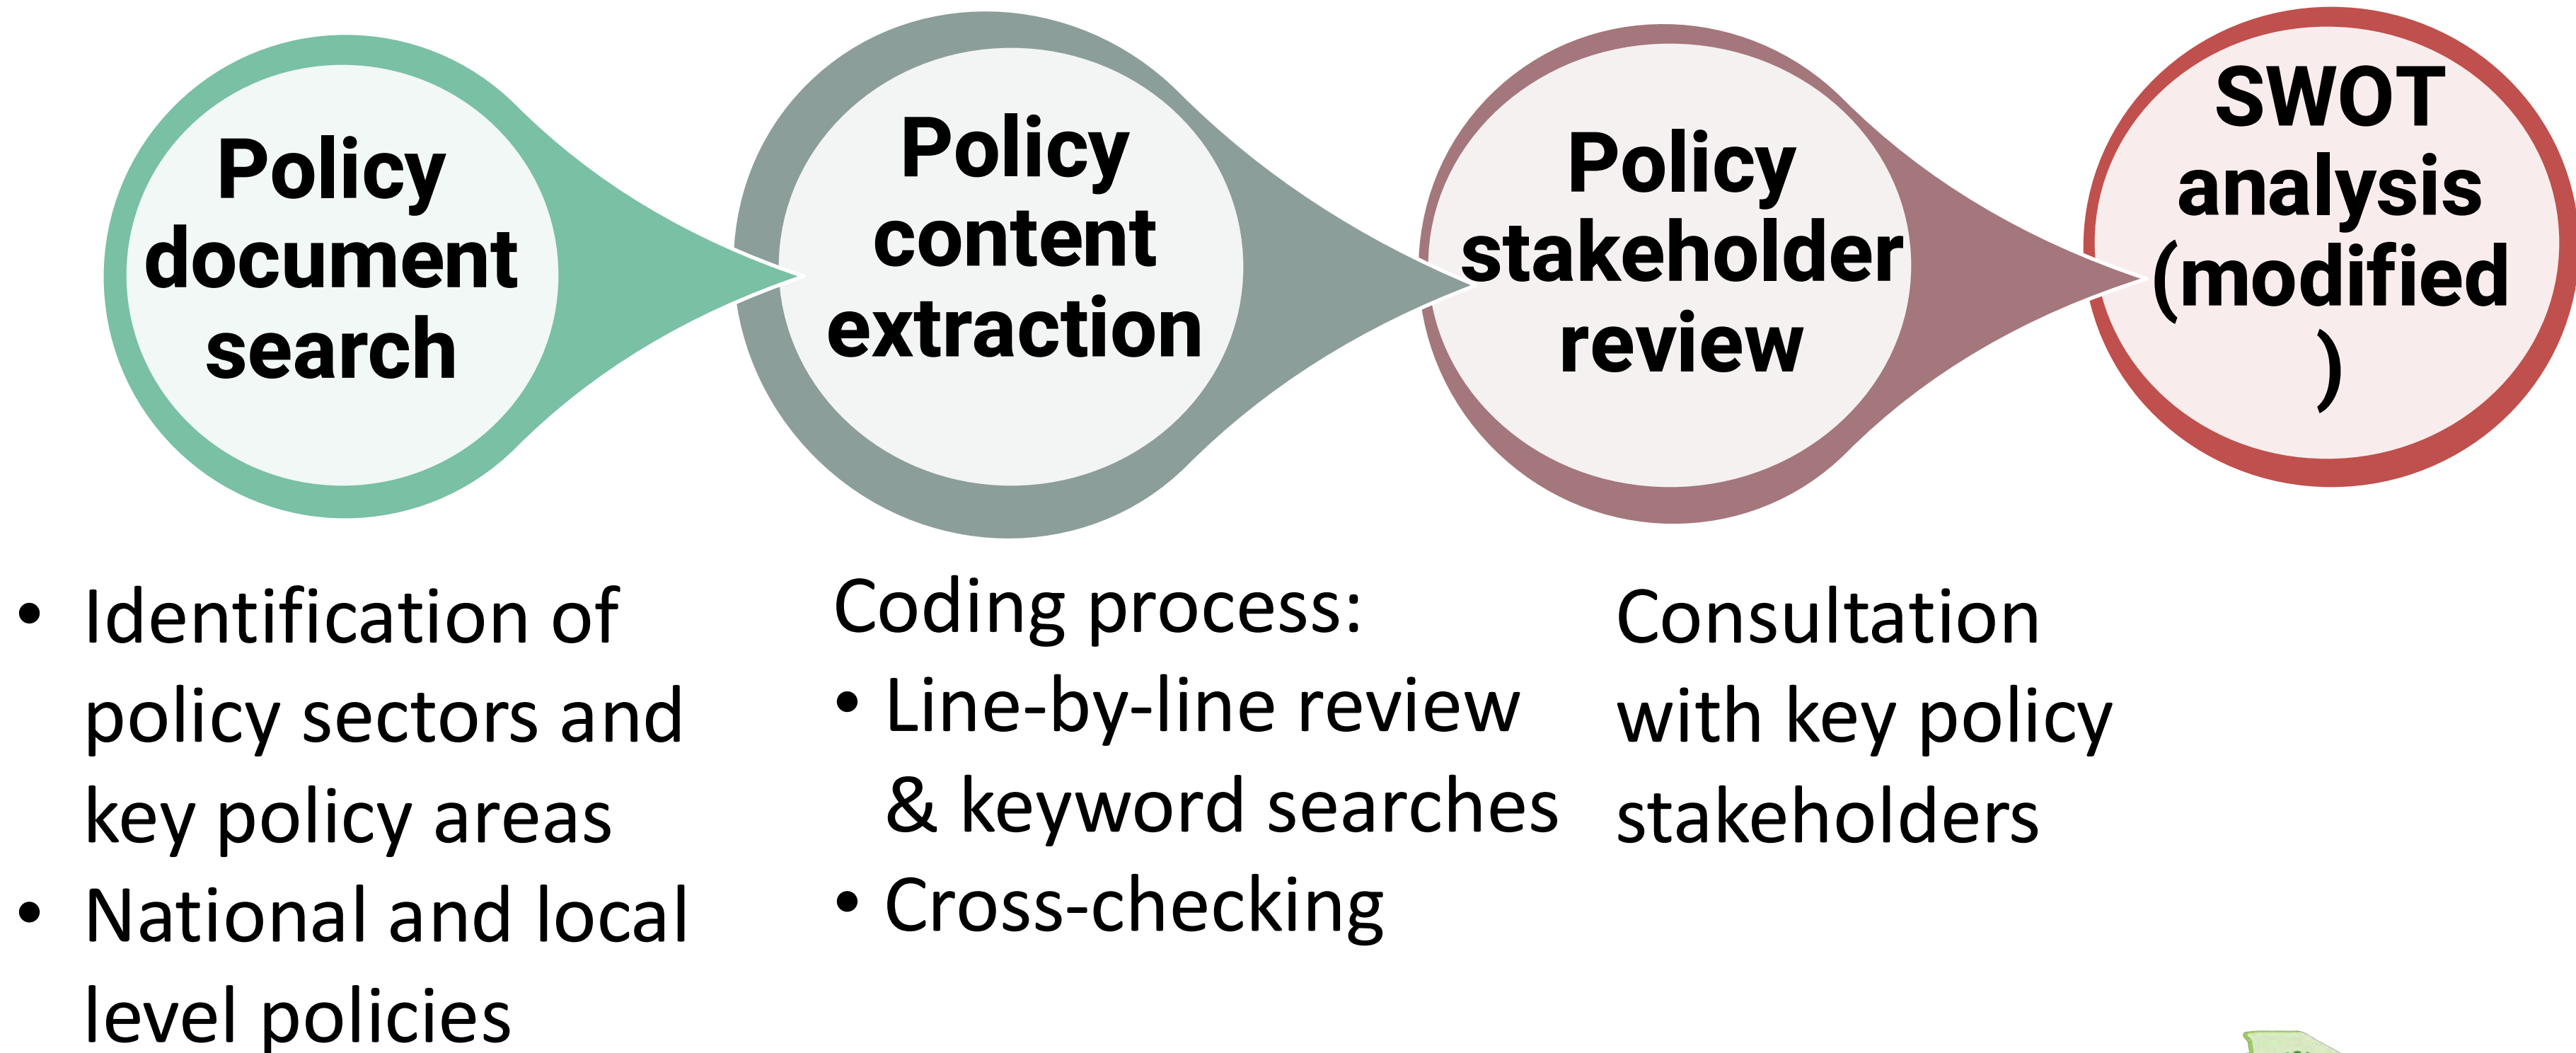 Policy
document
search
Policy
content
extraction
Policy
stakeholder
review
SWOT
analysis
(modified
)
• Identification of
policy sectors and
key policy areas
• National and local
level policies
Coding process:
• Line-by-line review
& keyword searches
• Cross-checking
Consultation
with key policy
stakeholders